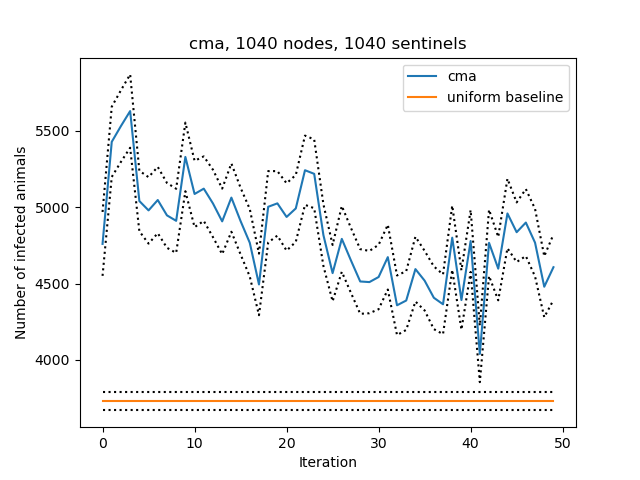 cma, 1040 nodes, 1040 sentinels
cma
uniform baseline
Number of infected animals
5500
5000
4500
4000
0 10 20 30 40 50
Iteration